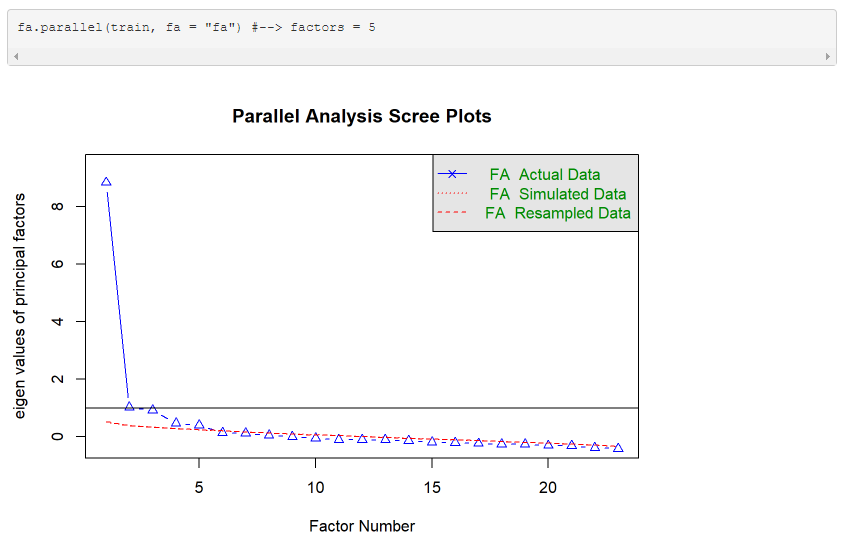 fa.parallel(train, fa = "fa") #--> factors = 5
Parallel Analysis Scree Plots
FA Actual Data
FA Simulated Data
FA Resampled Data
eigen values of principal factors
8
6
4
2
0
5 10 15 20
Factor Number